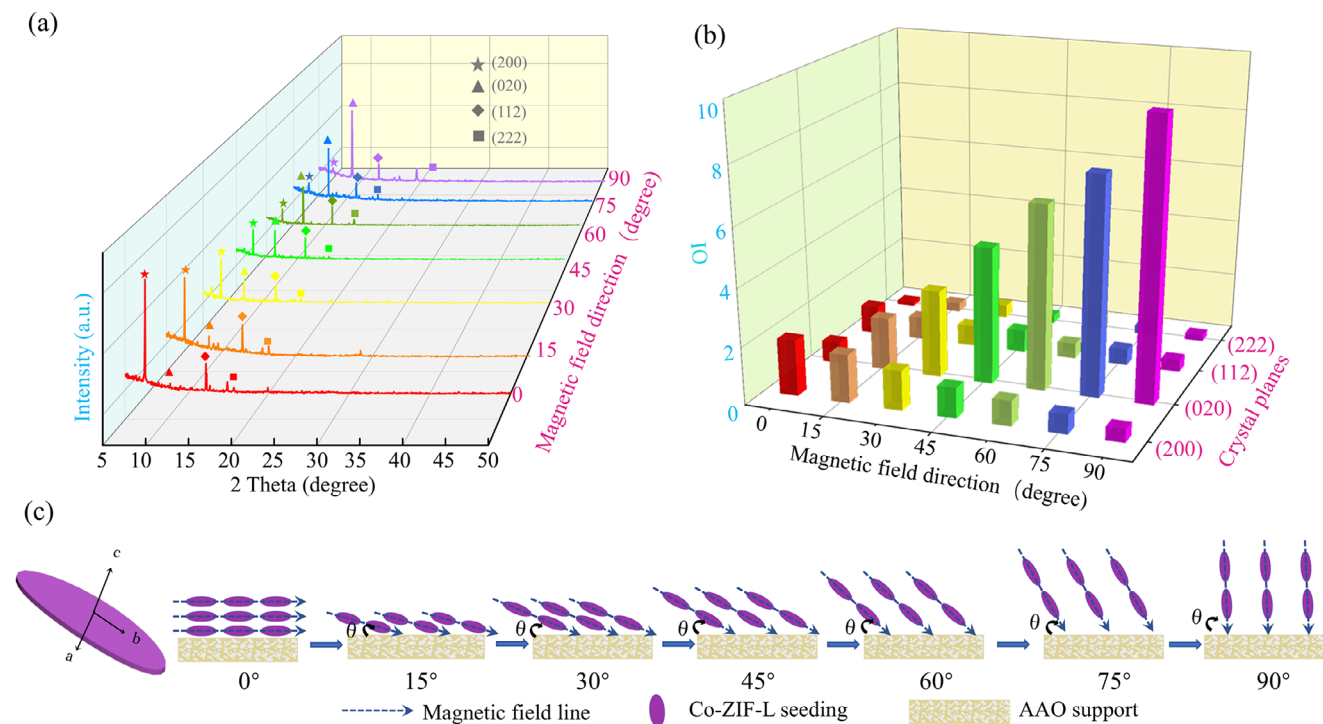 (a)
(200)
(020)
(112)
(222)
Intensity (a.u.)
5 10 15 20 25 30 35 40 45 50
2 Theta (degree)
0 15 30 45 60 75 90
Magnetic field direction (degree)
(b)
OI
0 2 4 6 8 10
0 15 30 45 60 75 90
Magnetic field direction (degree)
(200) (020) (112) (222)
Crystal planes
(c)
c
b
a
θ θ θ θ θ θ
0° 15° 30° 45° 60° 75° 90°
Magnetic field line Co-ZIF-L seeding AAO support